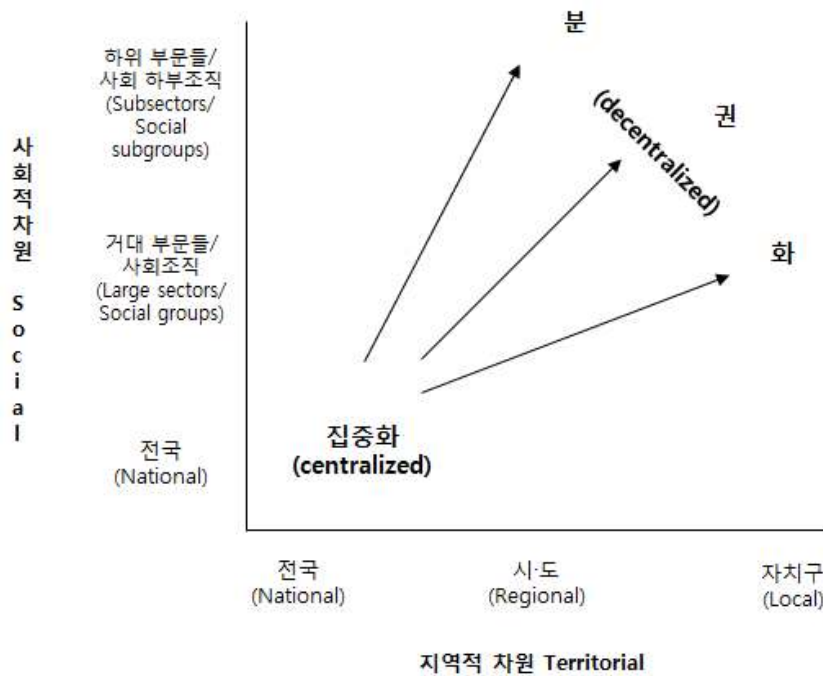 분
권
화
(decentralized)
하위 부문들/
사회 하부조직
(Subsectors/
Social
subgroups)
사회적차원 Social
거대 부문들/
사회조직
(Large sectors/
Social groups)
전국
(National)
집중화
(centralized)
전국
(National)
시·도
(Regional)
자치구
(Local)
지역적 차원 Territorial